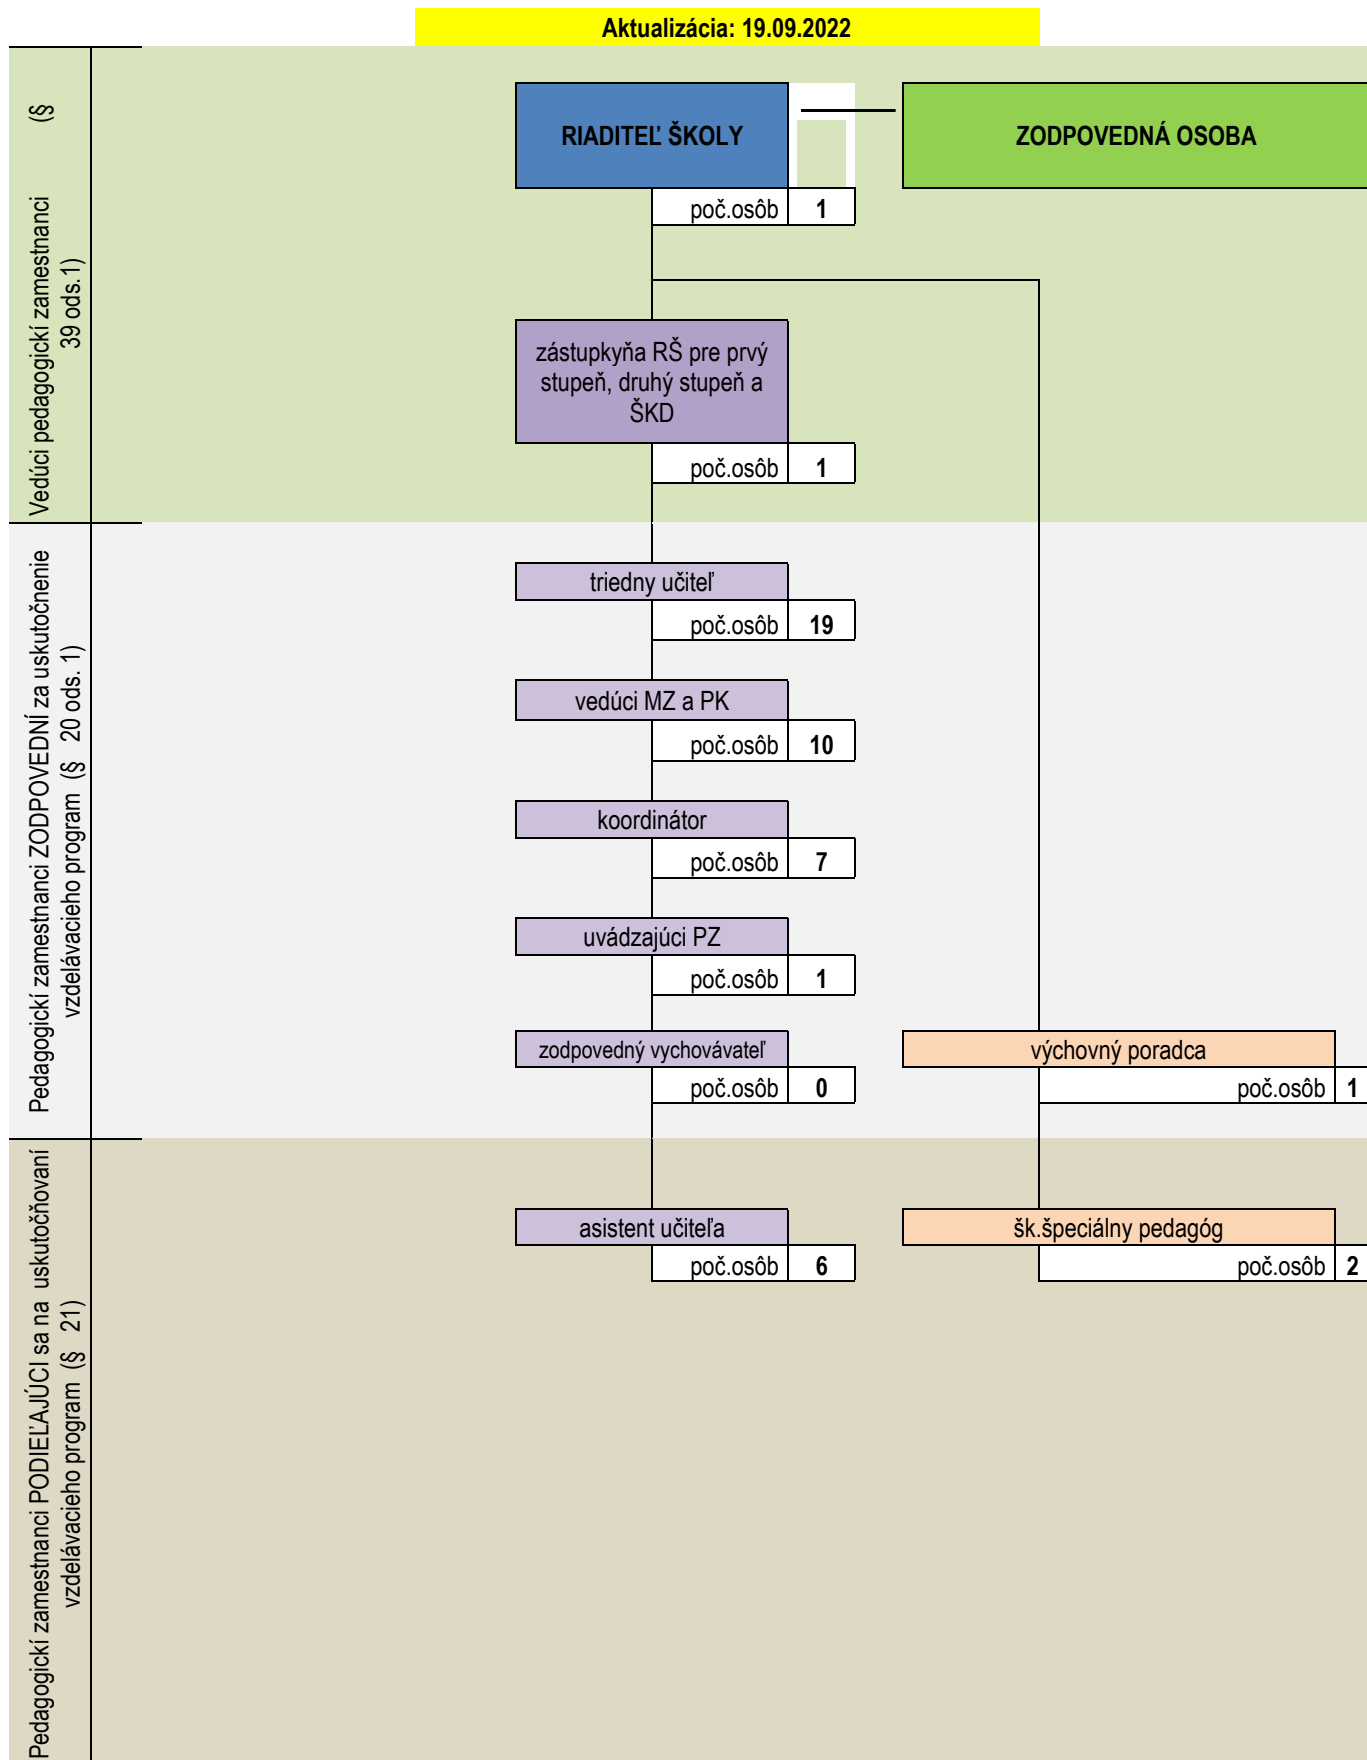 Aktualizácia: 19.09.2022
Vedúci pedagogickí zamestnanci (§
39 ods.1)
RIADITEĽ ŠKOLY
ZODPOVEDNÁ OSOBA
poč.osôb 1
zástupkyňa RŠ pre prvý
stupeň, druhý stupeň a
ŠKD
poč.osôb 1
Pedagogickí zamestnanci ZODPOVEDNÍ za uskutočnenie
vzdelávacieho program (§ 20 ods. 1)
triedny učiteľ
poč.osôb 19
vedúci MZ a PK
poč.osôb 10
koordinátor
poč.osôb 7
uvádzajúci PZ
poč.osôb 1
zodpovedný vychovávateľ
poč.osôb 0
výchovný poradca
poč.osôb 1
Pedagogickí zamestnanci PODIEĽAJÚCI sa na uskutočňovaní
vzdelávacieho program (§ 21)
asistent učiteľa
poč.osôb 6
šk.špeciálny pedagóg
poč.osôb 2